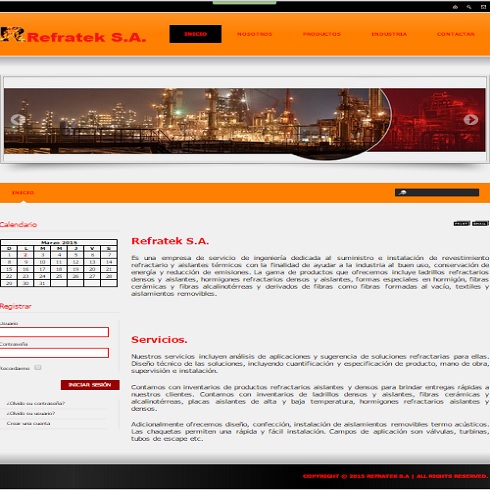 Refratek S.A.
INICIO NOSOTROS PRODUCTOS INDUSTRIA CONTACTAR
INICIO
Calendario
Marzo 2015
D L M M J V S
1 2 3 4 5 6 7
8 9 10 11 12 13 14
15 16 17 18 19 20 21
22 23 24 25 26 27 28
29 30 31
Registrar
Usuario
Contraseña
Recordarme
INICIAR SESIÓN
¿Olvido su contraseña?
¿Olvido su usuario?
Crear una cuenta
Refratek S.A.
Es una empresa de servicio de ingeniería dedicada al suministro e instalación de revestimiento
refractario y aislantes térmicos con la finalidad de ayudar a la industria al buen uso, conservación de
energía y reducción de emisiones. La gama de productos que ofrecemos incluye ladrillos refractarios
densos y aislantes, hormigones refractarios densos y aislantes, formas especiales en hormigón, fibras
cerámicas y fibras alcalinotérreas y derivados de fibras como fibras formadas al vacío, textiles y
aislamientos removibles.
Servicios.
Nuestros servicios incluyen análisis de aplicaciones y sugerencia de soluciones refractarias para ellas.
Diseño de las soluciones, incluyendo cuantificación y especificación de producto, mano de obra,
supervisión e instalación.
Contamos con inventarios de productos refractarios aislantes y densos para brindar entregas rápidas a
nuestros clientes. Contamos con inventarios de ladrillos densos y aislantes, fibras cerámicas y
alcalinotérreas, placas aislantes de alta y baja temperatura, hormigones refractarios aislantes y
densos.
Adicionalmente ofrecemos diseño, confección, instalación de aislamientos removibles termo acústicos.
Las chaquetas permiten una rápida y fácil instalación. Campos de aplicación son válvulas, turbinas,
tubos de escape etc.
COPYRIGHT © 2015 REFRATEK S.A | ALL RIGHTS RESERVED.